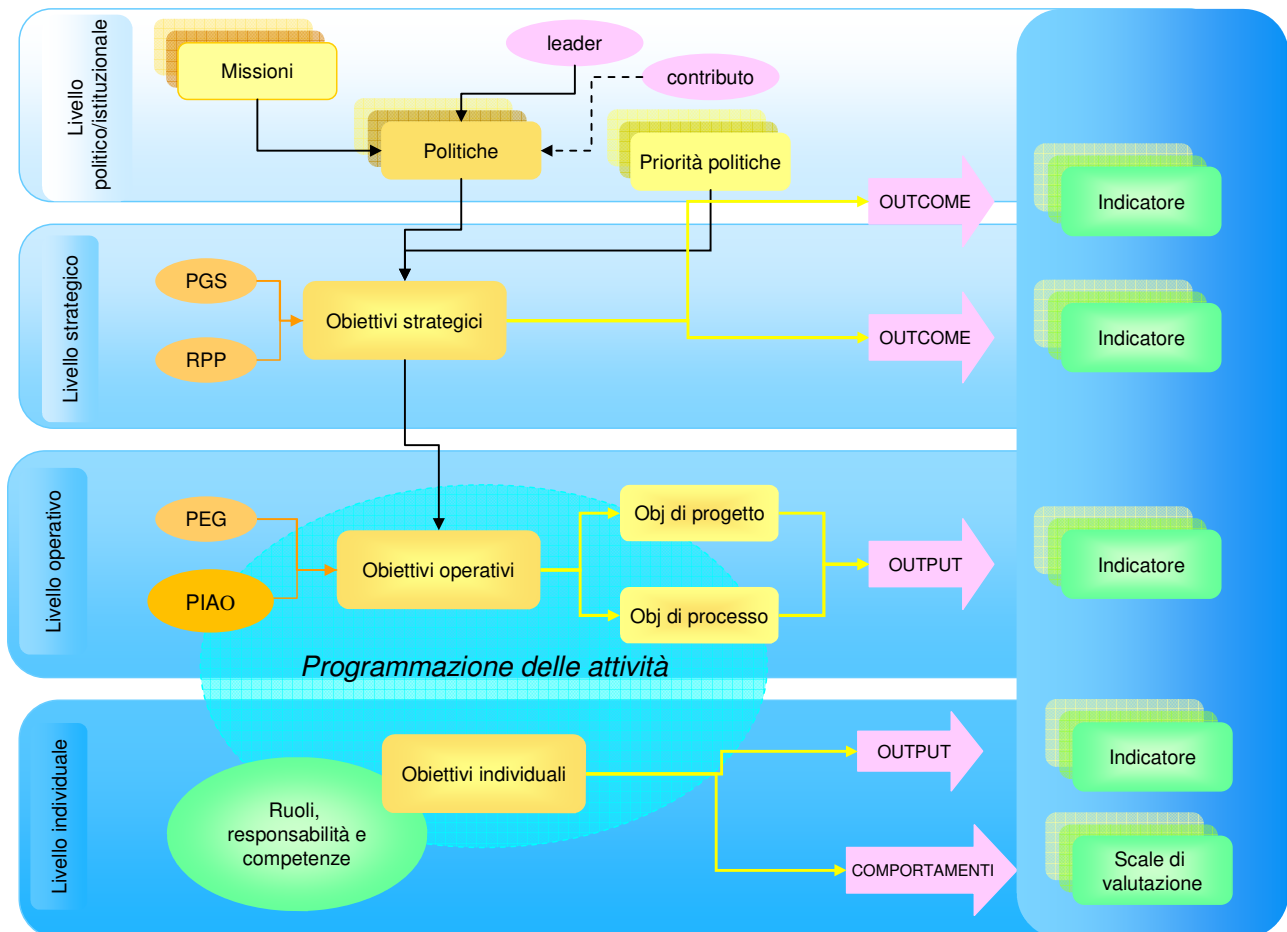 Livello
politico/istituzionale
Missioni
leader
contributo
Politiche
Priorità politiche
OUTCOME
Indicatore
Livello strategico
PGS
RPP
Obiettivi strategici
OUTCOME
Indicatore
Livello operativo
PEG
PIAO
Obiettivi operativi
Obj di progetto
Obj di processo
OUTPUT
Indicatore
Programmazione delle attività
Livello individuale
Obiettivi individuali
Ruoli,
responsabilità e
competenze
OUTPUT
Indicatore
COMPORTAMENTI
Scale di
valutazione